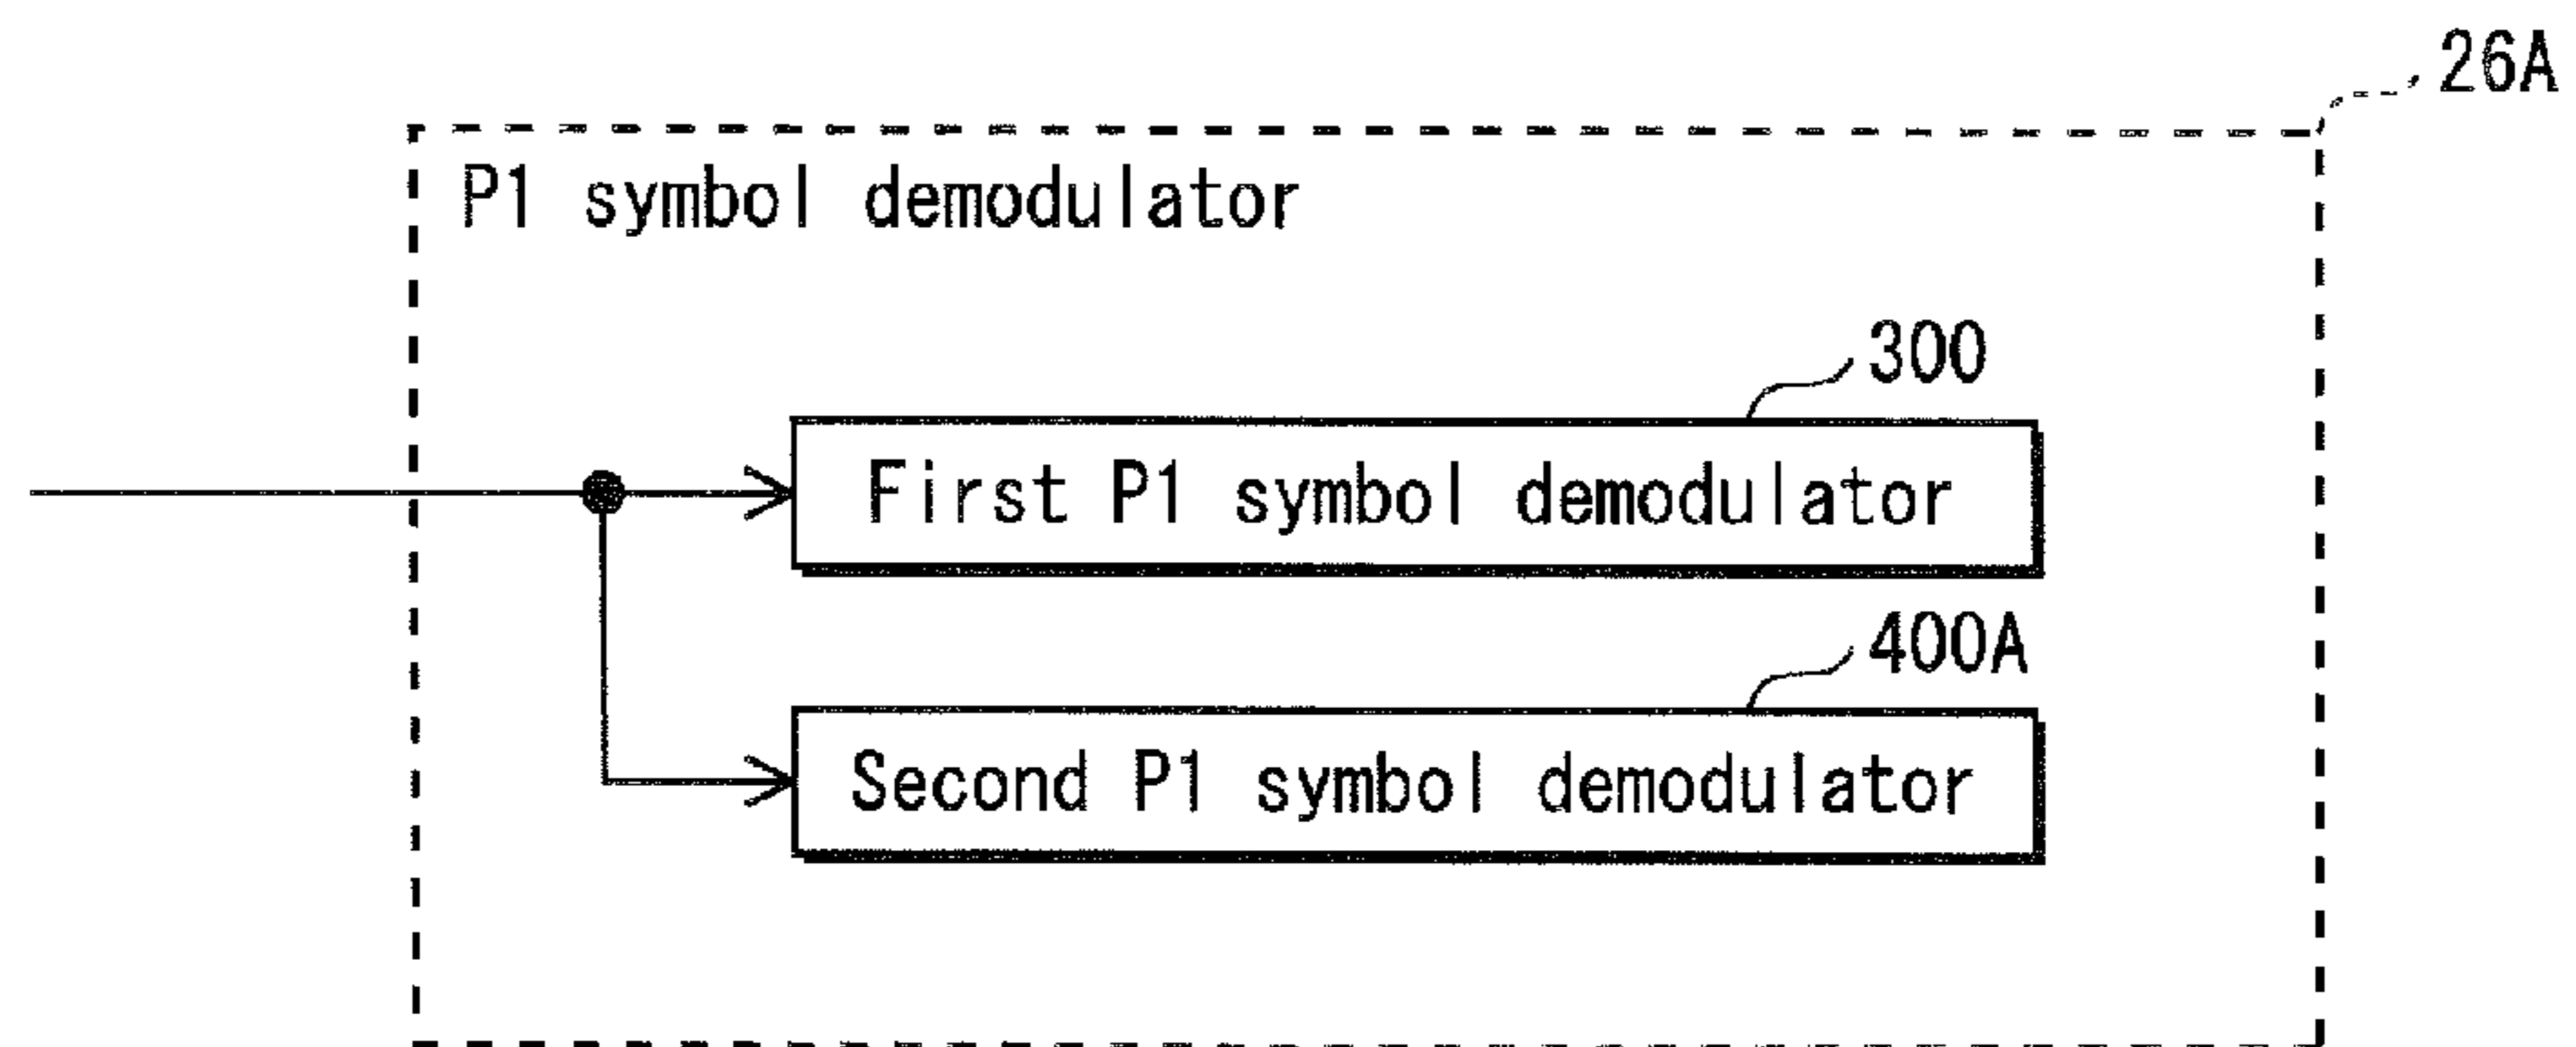 26A
P1 symbol demodulator
300
First P1 symbol demodulator
400A
Second P1 symbol demodulator